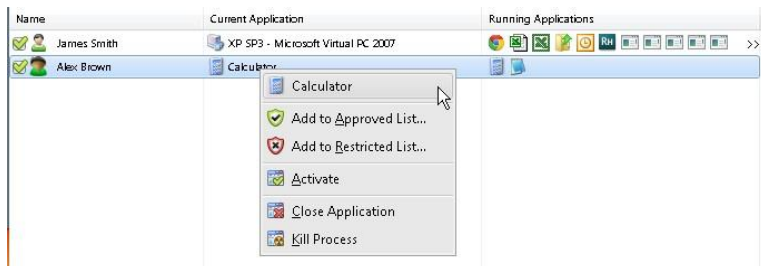 Name Current Application Running Applications
James Smith XP SP3 - Microsoft Virtual PC 2007 RH >>
Alex Brown Calculator
Calculator
Add to Approved List...
Add to Restricted List...
Activate
Close Application
Kill Process